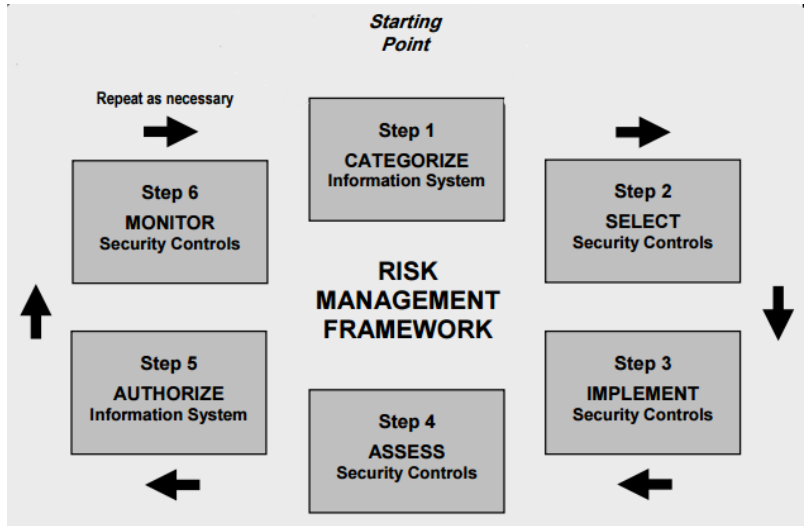 Starting
Point
Repeat as necessary
Step 1
CATEGORIZE
Information System
Step 2
SELECT
Security Controls
Step 3
IMPLEMENT
Security Controls
Step 4
ASSESS
Security Controls
Step 5
AUTHORIZE
Information System
Step 6
MONITOR
Security Controls
RISK
MANAGEMENT
FRAMEWORK